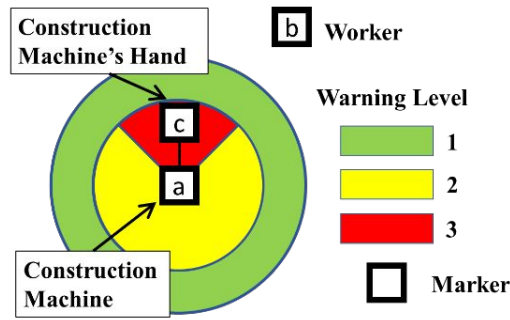 Construction
Machine's Hand
b
Worker
c
a
Warning Level
1
2
3
Construction
Machine
Marker